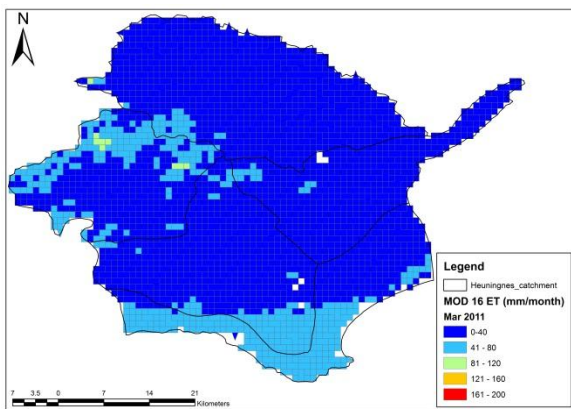 N
Legend
Heuningnes_catchment
MOD 16 ET (mm/month)
Mar 2011
0-40
41 - 80
81 - 120
121 - 160
161 - 200
7 3.5 0 7 14 21
Kilometers